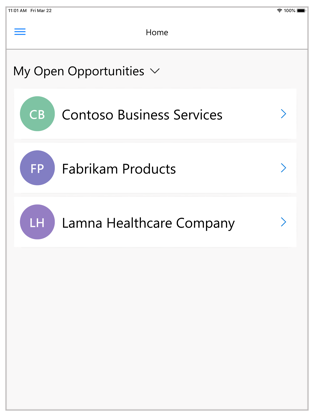 11:01 AM Fri Mar 22
100%
Home
My Open Opportunities
CB Contoso Business Services
FP Fabrikam Products
LH Lamna Healthcare Company